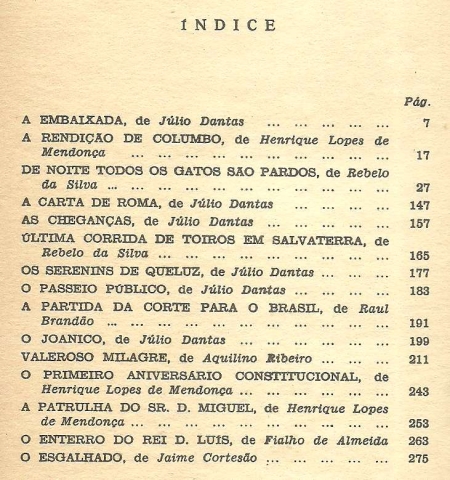 ÍNDICE
Pág.
A EMBAIXADA, de Júlio Dantas ... ... ... ... ... 7
A RENDIÇÃO DE COLUMBO, de Henrique Lopes de
Mendonça ... ... ... ... ... ... ... ... ... 17
DE NOITE TODOS OS GATOS SÃO PARDOS, de Rebelo
da Silva ... ... ... ... ... ... ... ... ... 27
A CARTA DE ROMA, de Júlio Dantas ... ... ... ... 147
AS CHEGANÇAS, de Júlio Dantas ... ... ... ... ... 157
ÚLTIMA CORRIDA DE TOIROS EM SALVATERRA, de
Rebelo da Silva ... ... ... ... ... ... ... ... 165
OS SERENINS DE QUELUZ, de Júlio Dantas ... ... ... 177
O PASSEIO PÚBLICO, de Júlio Dantas ... ... ... ... 183
A PARTIDA DA CORTE PARA O BRASIL, de Raul
Brandão ... ... ... ... ... ... ... ... ... ... 191
O JOANICO, de Júlio Dantas ... ... ... ... ... ... 199
VALEROSO MILAGRE, de Aquilino Ribeiro ... ... ... 211
O PRIMEIRO ANIVERSÁRIO CONSTITUCIONAL, de
Henrique Lopes de Mendonça ... ... ... ... ... 243
A PATRULHA DO SR. D. MIGUEL, de Henrique Lopes
de Mendonça ... ... ... ... ... ... ... ... ... 253
O ENTERRO DO REI D. LUÍS, de Fialho de Almeida 263
O ESGALHADO, de Jaime Cortesão ... ... ... ... ... 275